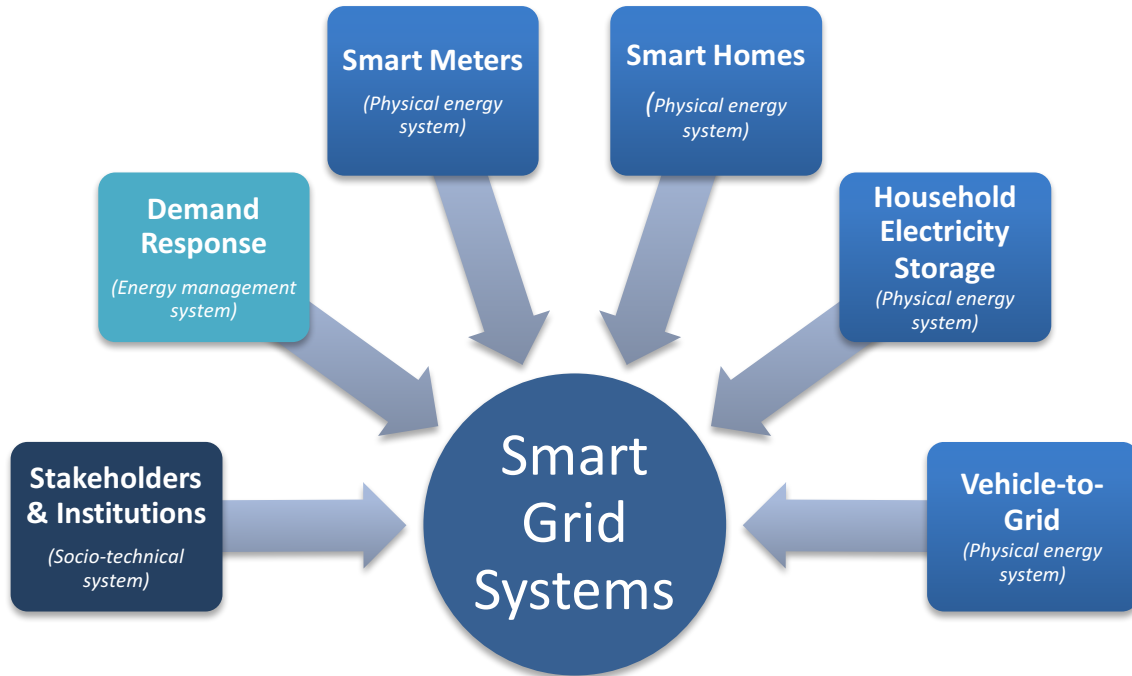 Smart Meters
(Physical energy
system)
Smart Homes
(Physical energy
system)
Demand
Response
(Energy management
system)
Household
Electricity
Storage
(Physical energy
system)
Stakeholders
& Institutions
(Socio-technical
system)
Smart
Grid
Systems
Vehicle-to-
Grid
(Physical energy
system)